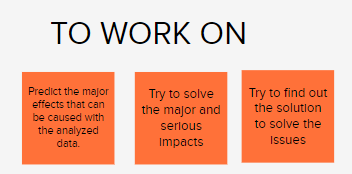 TO WORK ON
Predict the major
effects that can
be caused with
the analyzed
data.
Try to solve
the major and
serious
impacts
Try to find out
the solution
to solve the
issues